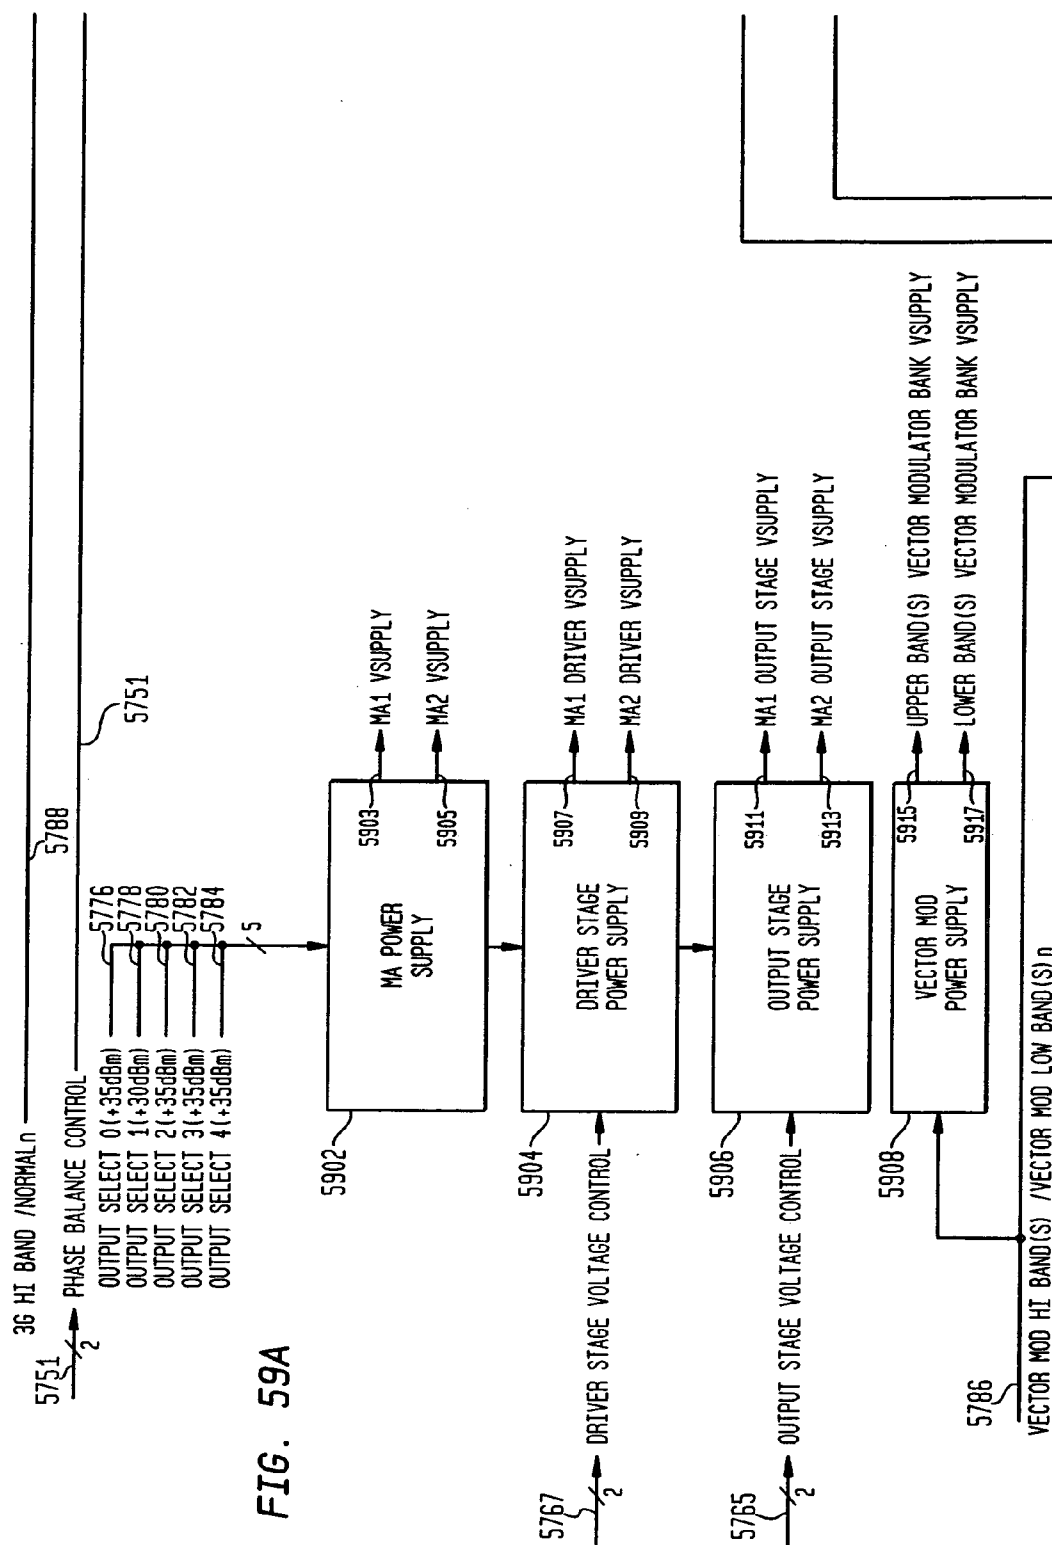 3G HI BAND /NORMALn
5788
5751
2
PHASE BALANCE CONTROL
5751
OUTPUT SELECT 0(+35dBm)
5776
OUTPUT SELECT 1(+30dBm)
5778
OUTPUT SELECT 2(+35dBm)
5780
OUTPUT SELECT 3(+35dBm)
5782
OUTPUT SELECT 4(+35dBm)
5784
5
FIG. 59A
5902
MA POWER
SUPPLY
5903
MA1 VSUPPLY
5905
MA2 VSUPPLY
5767
2
DRIVER STAGE VOLTAGE CONTROL
5904
DRIVER STAGE
POWER SUPPLY
5907
MA1 DRIVER VSUPPLY
5909
MA2 DRIVER VSUPPLY
5765
2
OUTPUT STAGE VOLTAGE CONTROL
5906
OUTPUT STAGE
POWER SUPPLY
5911
MA1 OUTPUT STAGE VSUPPLY
5913
MA2 OUTPUT STAGE VSUPPLY
5908
VECTOR MOD
POWER SUPPLY
5915
UPPER BAND(S) VECTOR MODULATOR BANK VSUPPLY
5917
LOWER BAND(S) VECTOR MODULATOR BANK VSUPPLY
5786
VECTOR MOD HI BAND(S) /VECTOR MOD LOW BAND(S)n